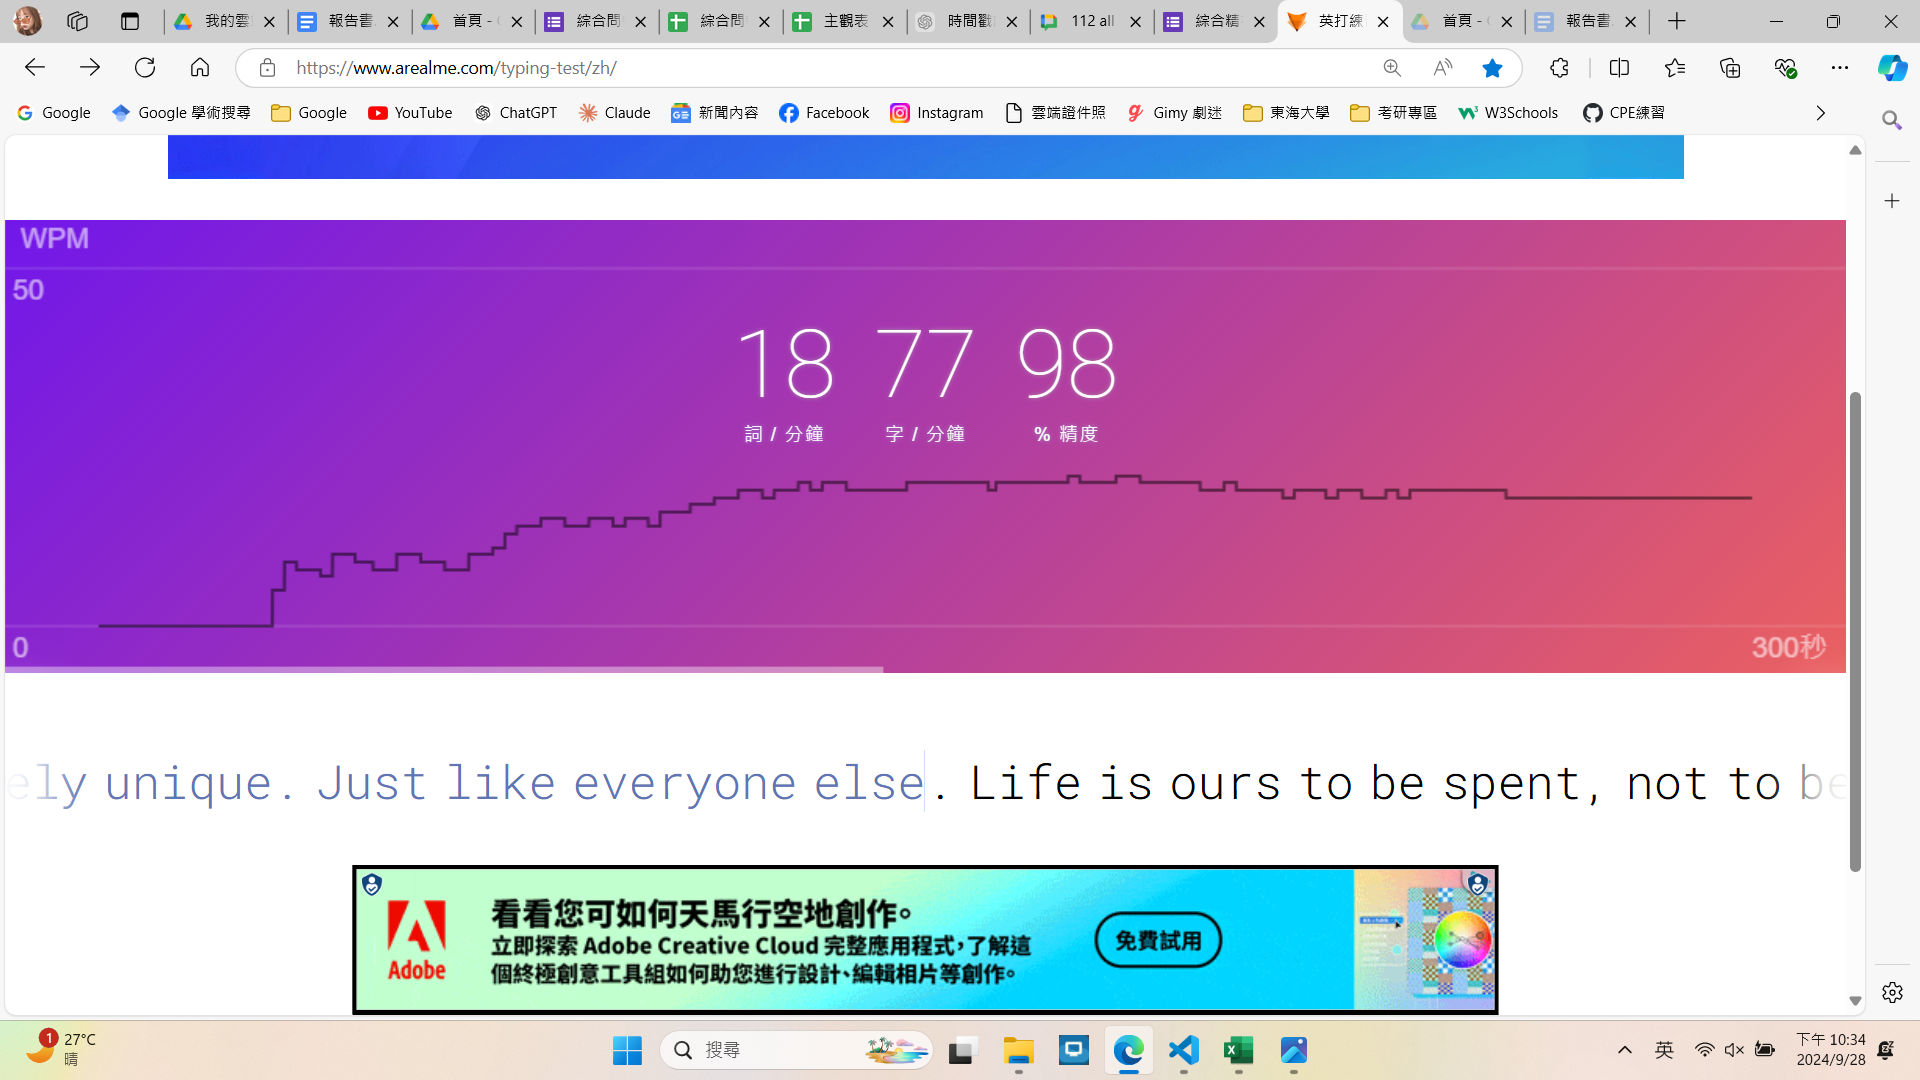 我的雲
報告書
首頁 -
綜合問
綜合問
主觀表
時間戳
112 all
綜合精
英打練
首頁 -
報告書
https://www.arealme.com/typing-test/zh/
Google
Google 學術搜尋
Google
YouTube
ChatGPT
Claude
新聞內容
Facebook
Instagram
雲端證件照
Gimy 劇迷
東海大學
考研專區
W3Schools
CPE練習
WPM
50
18 77 98
詞 / 分鐘 字 / 分鐘 % 精度
0 300秒
ely unique. Just like everyone else. Life is ours to be spent, not to be
看看您可如何天馬行空地創作。
立即探索 Adobe Creative Cloud 完整應用程式，了解這
個終極創意工具組如何助您進行設計、編輯相片等創作。
Adobe
免費試用
1
27°C
晴
搜尋
英
下午 10:34
2024/9/28